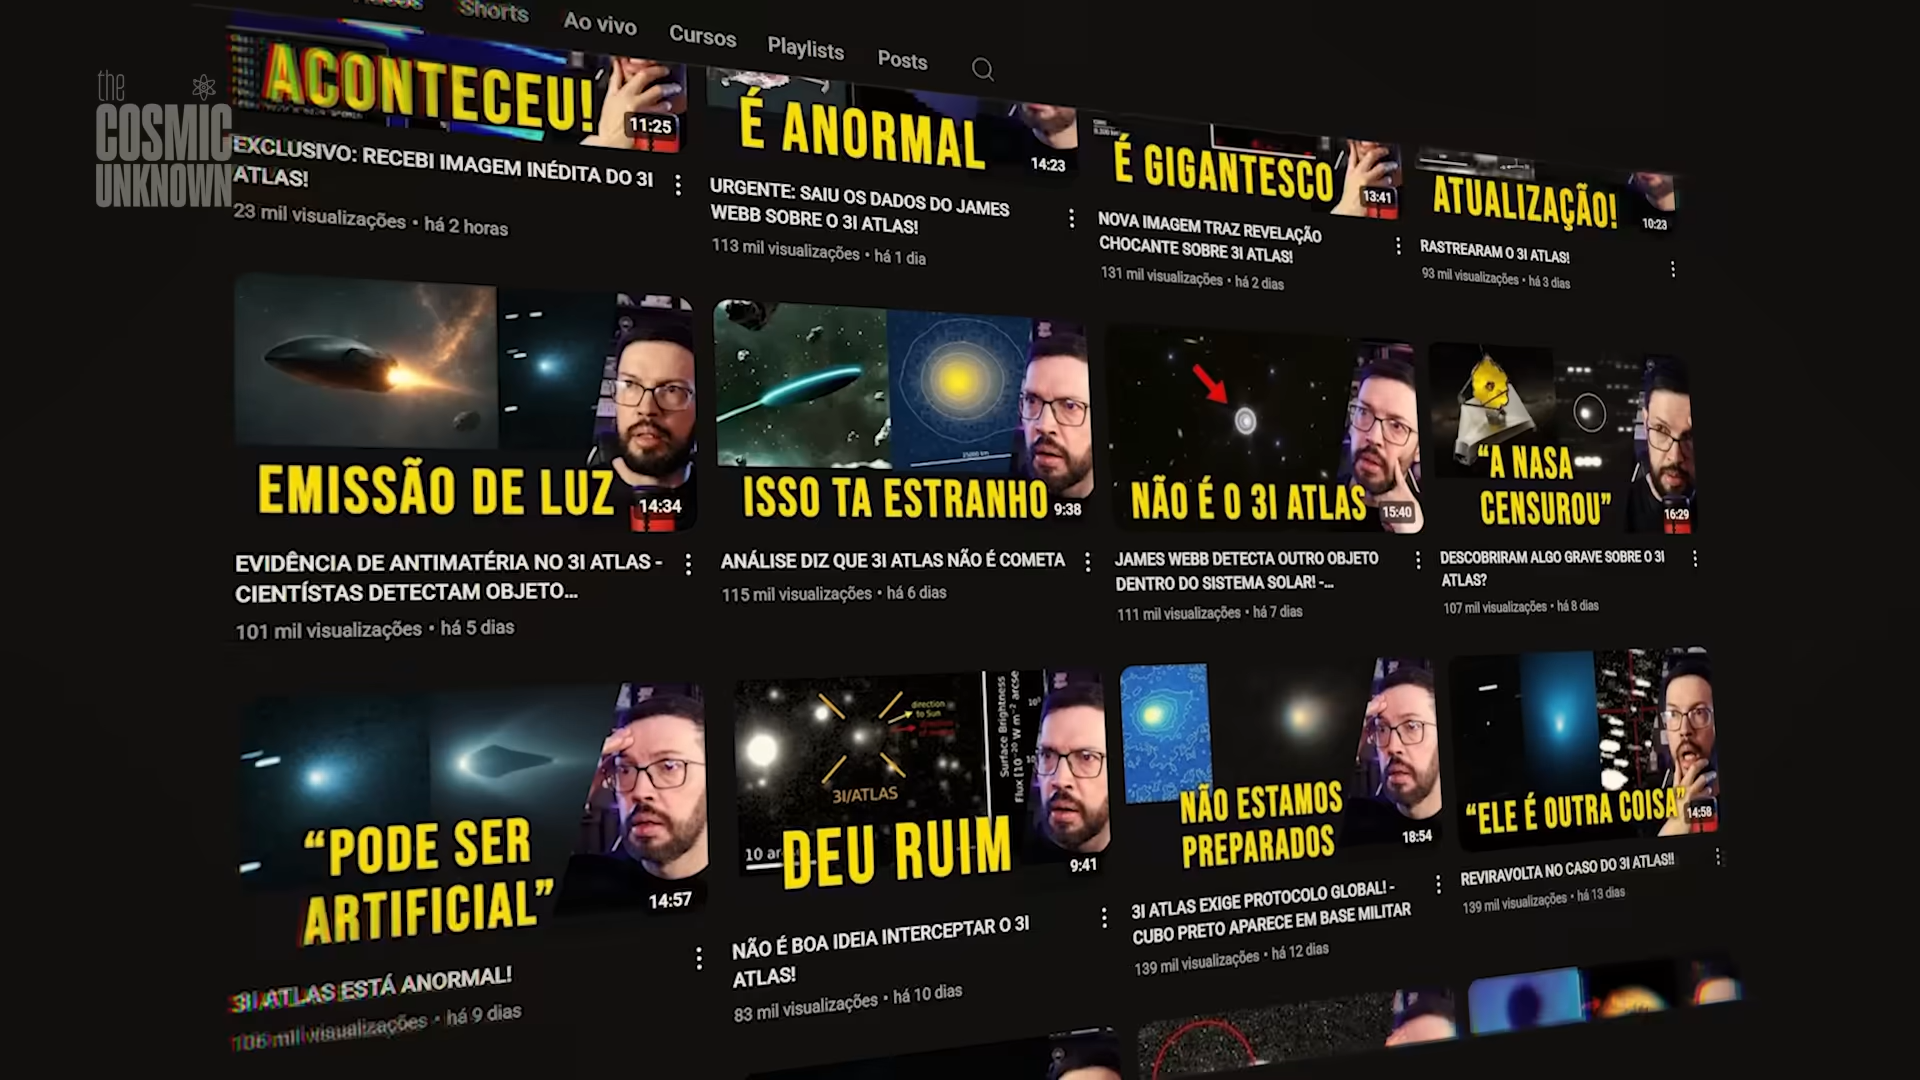 Shorts
Ao vivo
Cursos
Playlists
Posts
the
COSMIC
UNKNOWN
ACONTECEU!
11:25
EXCLUSIVO: RECEBI IMAGEM INÉDITA DO 3I
ATLAS!
23 mil visualizações • há 2 horas
É ANORMAL
14:23
URGENTE: SAIU OS DADOS DO JAMES
WEBB SOBRE O 3I ATLAS!
113 mil visualizações • há 1 dia
É GIGANTESCO
13:41
NOVA IMAGEM TRAZ REVELAÇÃO
CHOCANTE SOBRE 3I ATLAS!
131 mil visualizações • há 2 dias
ATUALIZAÇÃO!
10:23
RASTREARAM O 3I ATLAS!
93 mil visualizações • há 3 dias
EMISSÃO DE LUZ
14:34
EVIDÊNCIA DE ANTIMATÉRIA NO 3I ATLAS -
CIENTÍSTAS DETECTAM OBJETO...
101 mil visualizações • há 5 dias
ISSO TA ESTRANHO
9:38
ANÁLISE DIZ QUE 3I ATLAS NÃO É COMETA
115 mil visualizações • há 6 dias
NÃO É O 3I ATLAS
15:40
JAMES WEBB DETECTA OUTRO OBJETO
DENTRO DO SISTEMA SOLAR! -...
111 mil visualizações • há 7 dias
“A NASA
CENSUROU”
16:29
DESCOBRIRAM ALGO GRAVE SOBRE O 3I
ATLAS?
107 mil visualizações • há 8 dias
“PODE SER
ARTIFICIAL”
14:57
3I ATLAS ESTÁ ANORMAL!
106 mil visualizações • há 9 dias
direction
to Sun
3I/ATLAS
Surface Brightness
10 
DEU RUIM
9:41
NÃO É BOA IDEIA INTERCEPTAR O 3I
ATLAS!
83 mil visualizações • há 10 dias
NÃO ESTAMOS
PREPARADOS
18:54
3I ATLAS EXIGE PROTOCOLO GLOBAL! -
CUBO PRETO APARECE EM BASE MILITAR
139 mil visualizações • há 12 dias
“ELE É OUTRA COISA”
14:58
REVIRAVOLTA NO CASO DO 3I ATLAS!!
139 mil visualizações • há 13 dias